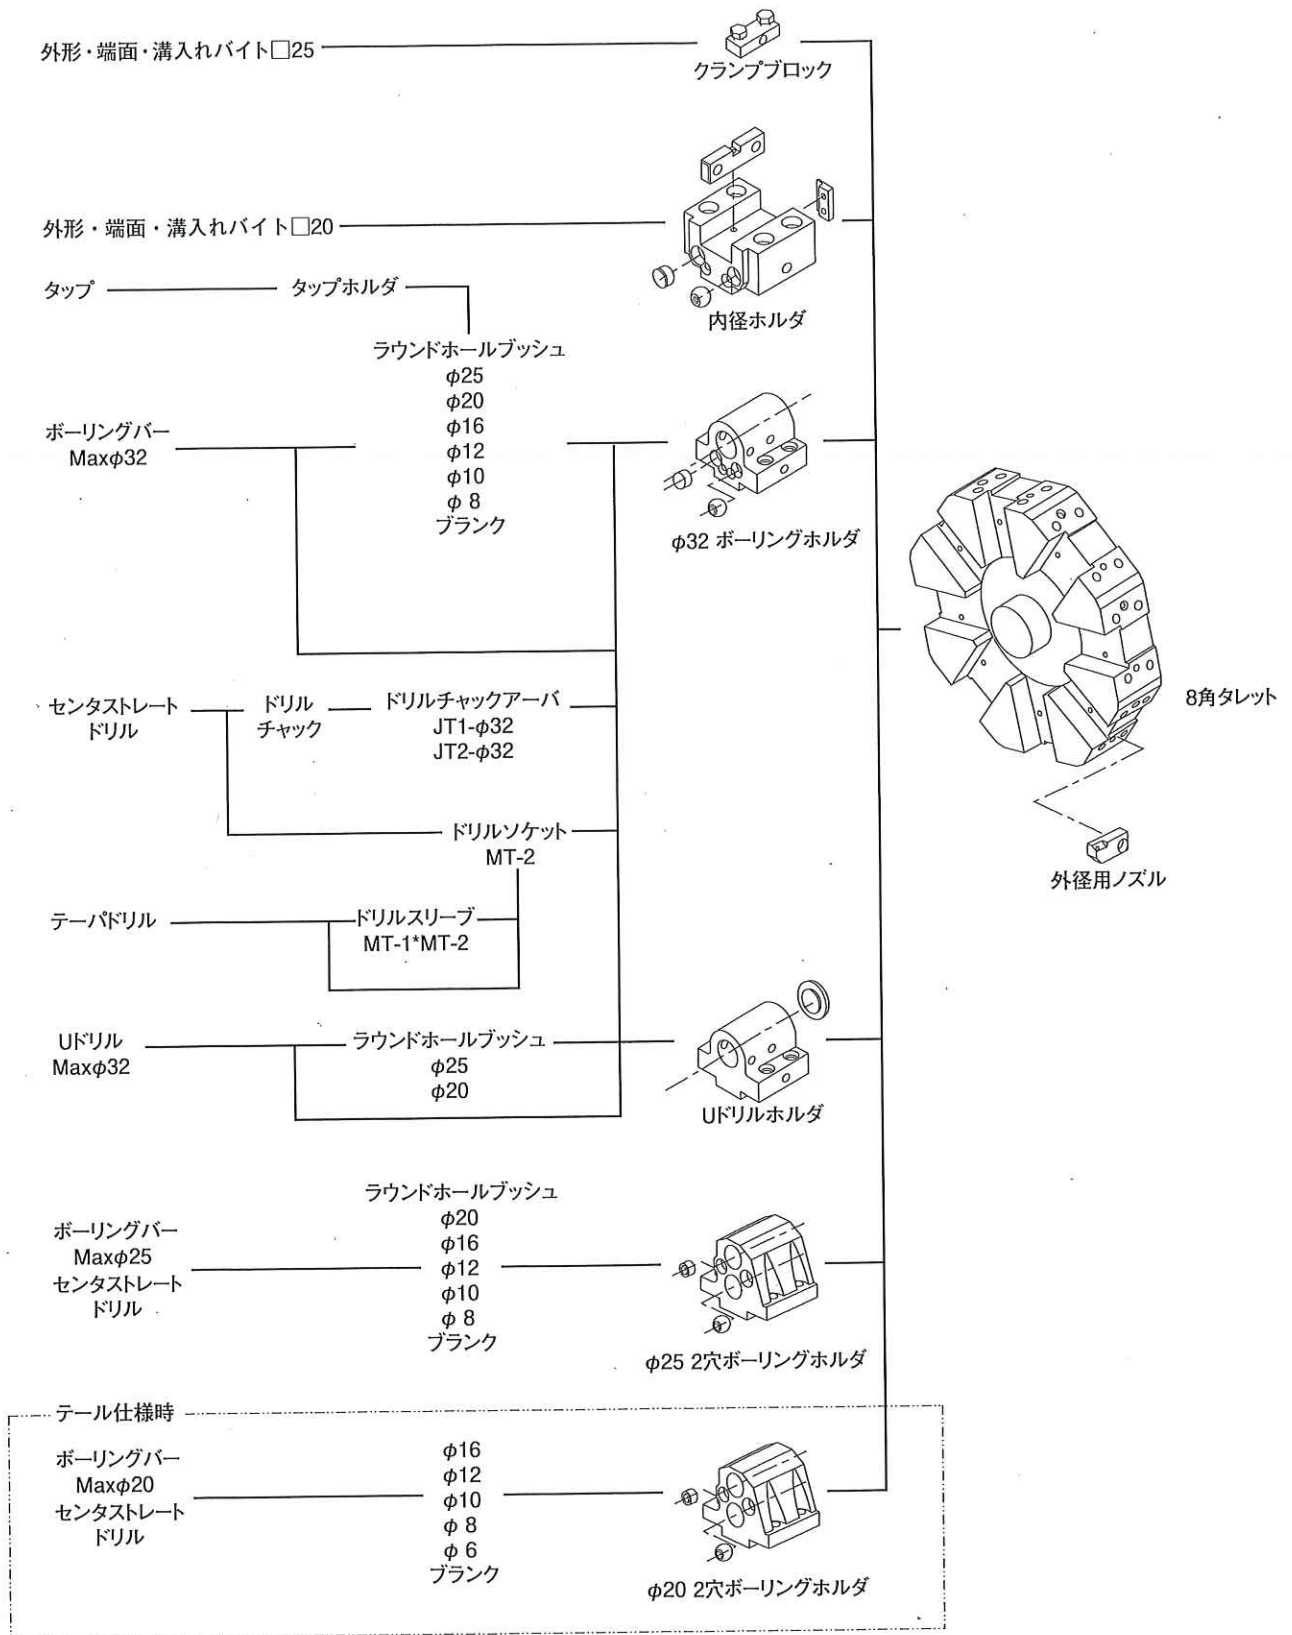 外形・端面・溝入れバイト□25
クランプブロック
外形・端面・溝入れバイト□20
内径ホルダ
タップ
タップホルダ
ラウンドホールブッシュ
φ25
φ20
φ16
φ12
φ10
φ 8
ブランク
ボーリングバー
Maxφ32
φ32 ボーリングホルダ
センタストレート
ドリル
ドリル
チャック
ドリルチャックアーバ
JT1-φ32
JT2-φ32
8角タレット
ドリルソケット
MT-2
外径用ノズル
テーパドリル
ドリルスリーブ
MT-1*MT-2
Uドリル
Maxφ32
ラウンドホールブッシュ
φ25
φ20
Uドリルホルダ
ボーリングバー
Maxφ25
センタストレート
ドリル
ラウンドホールブッシュ
φ20
φ16
φ12
φ10
φ 8
ブランク
φ25 2穴ボーリングホルダ
テール仕様時
ボーリングバー
Maxφ20
センタストレート
ドリル
φ16
φ12
φ10
φ 8
φ 6
ブランク
φ20 2穴ボーリングホルダ